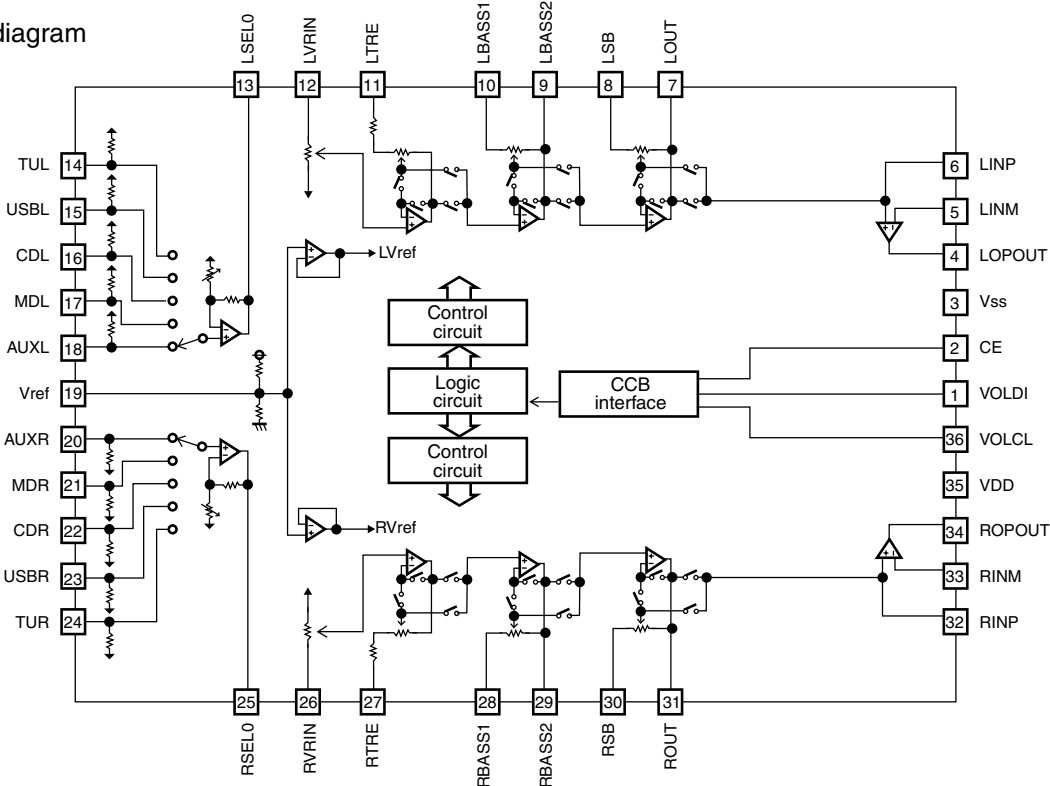 diagram
LSEL0
LVRIN
LTRE
LBASS1
LBASS2
LSB
LOUT
13
12
11
10
9
8
7
TUL 14
USBL 15
CDL 16
MDL 17
AUXL 18
Vref 19
AUXR 20
MDR 21
CDR 22
USBR 23
TUR 24
LVref
RVref
Control
circuit
Logic
circuit
Control
circuit
CCB
interface
6 LINP
5 LINM
4 LOPOUT
3 Vss
2 CE
1 VOLDI
36 VOLCL
35 VDD
34 ROPOUT
33 RINM
32 RINP
25
26
27
28
29
30
31
RSEL0
RVRIN
RTRE
RBASS1
RBASS2
RSB
ROUT